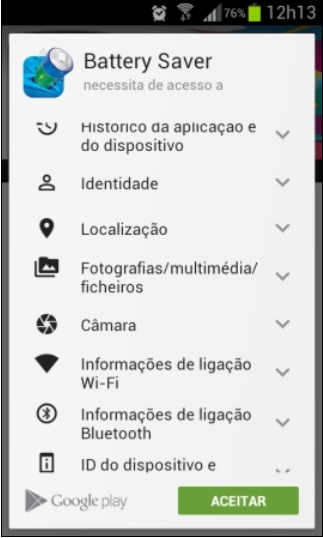 76% 12h13
Battery Saver
necessita de acesso a
Histórico da aplicação e
do dispositivo
Identidade
Localização
Fotografias/multimédia/
ficheiros
Câmara
Informações de ligação
Wi-Fi
Informações de ligação
Bluetooth
ID do dispositivo e
Google play
ACEITAR